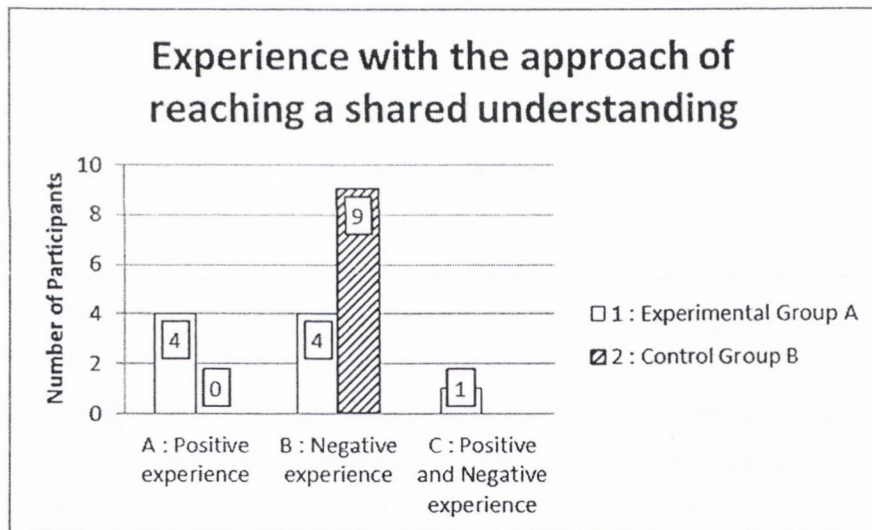 Experience with the approach of
reaching a shared understanding
Number of Participants
10
8
6
4
2
0
4
0
4
9
1
A : Positive
experience
B : Negative
experience
C : Positive
and Negative
experience
1 : Experimental Group A
2 : Control Group B